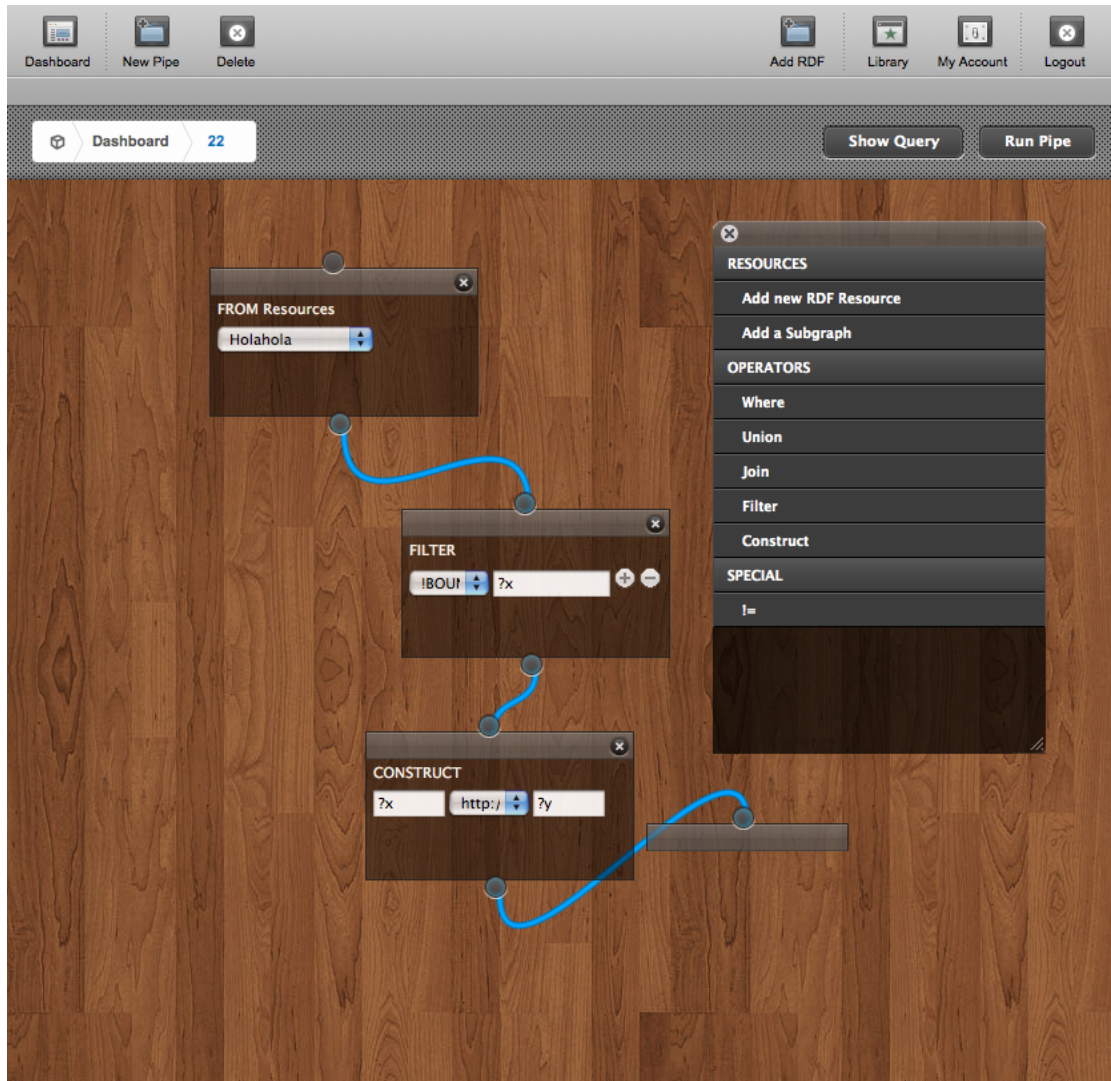 Dashboard New Pipe Delete Add RDF Library My Account Logout
Dashboard 22 Show Query Run Pipe
FROM Resources
Holahola
FILTER
!BOUN ?x
CONSTRUCT
?x http:/ ?y
RESOURCES
Add new RDF Resource
Add a Subgraph
OPERATORS
Where
Union
Join
Filter
Construct
SPECIAL
!=